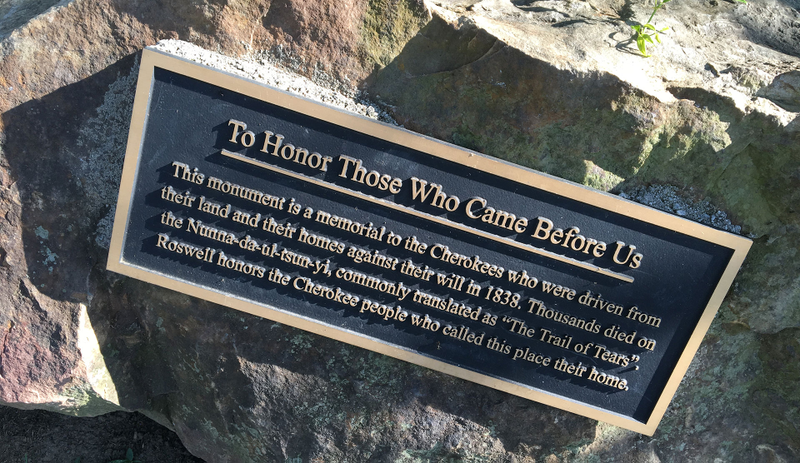 To Honor Those Who Came Before Us
This monument is a memorial to the Cherokees who were driven from
their land and their homes against their will in 1838. Thousands died on
the Nunna-da-ul-tsun-yi, commonly translated as “The Trail of Tears”.
Roswell honors the Cherokee people who called this place their home.